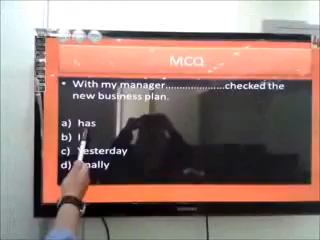 MCQ
• With my manager.....................checked the
new business plan.
a) has
b) I
c) Yesterday
d)